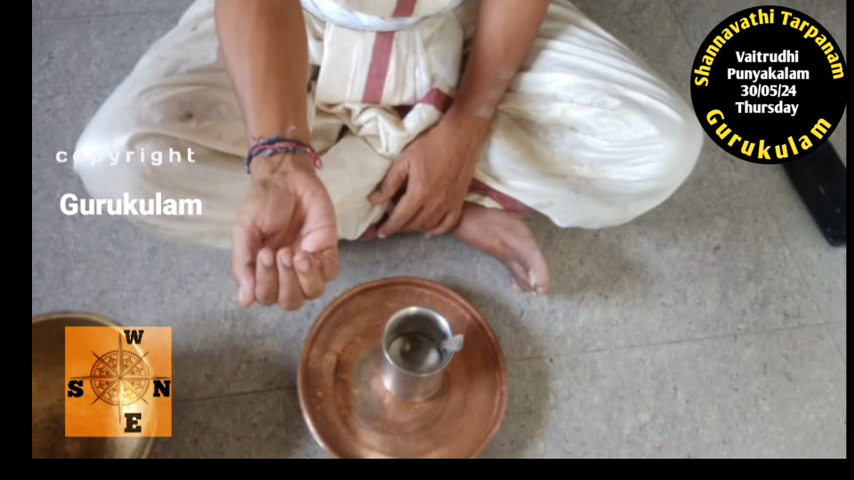 Shannavathi Tarpanam
Vaitrudhi
Punyakalam
30/05/24
Thursday
Gurukulam
copyright
Gurukulam
W
S N
E